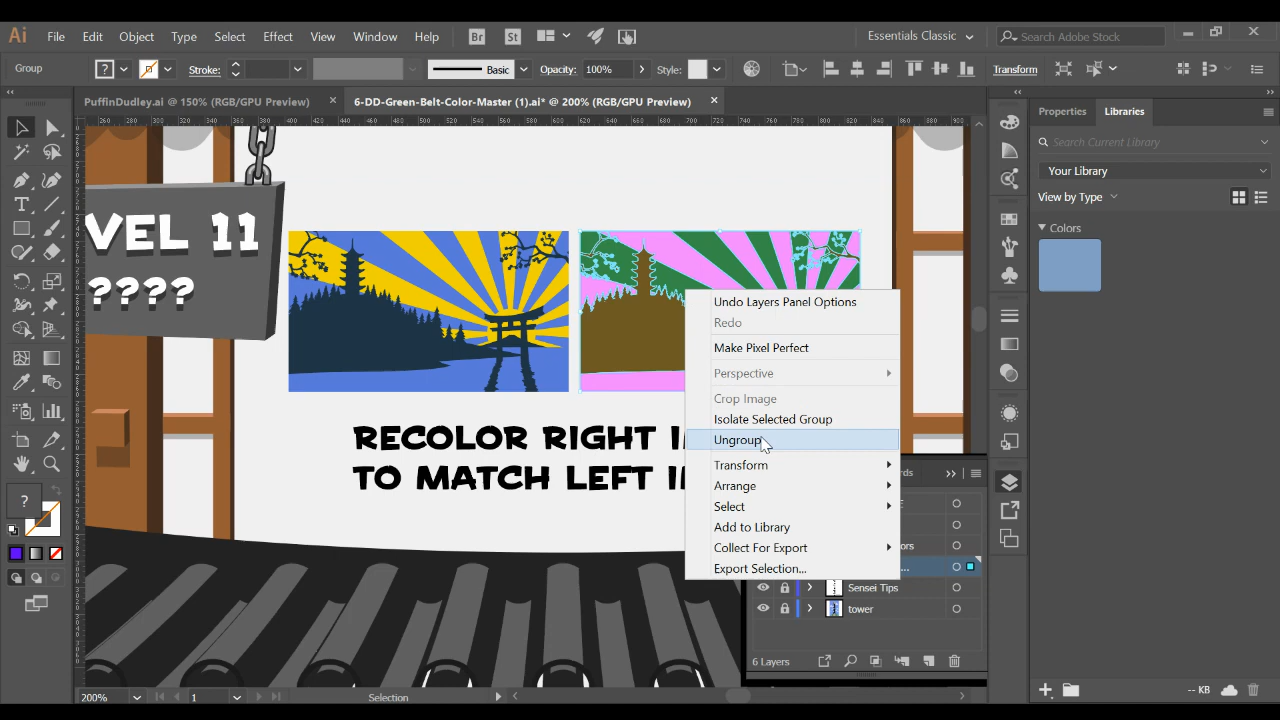 Ai File Edit Object Type Select Effect View Window Help Br St Essentials Classic Search Adobe Stock
Group ? Stroke: Basic Opacity: 100% Style: Transform
PuffinDudley.ai @ 150% (RGB/GPU Preview) × 6-DD-Green-Belt-Color-Master (1).ai* @ 200% (RGB/GPU Preview) ×
Properties Libraries
Search Current Library
Your Library
View by Type
Colors
VEL 11
????
RECOLOR RIGHT I
TO MATCH LEFT I
Undo Layers Panel Options
Redo
Make Pixel Perfect
Perspective
Crop Image
Isolate Selected Group
Ungroup
Transform
Arrange
Select
Add to Library
Collect For Export
Export Selection...
Sensei Tips
tower
6 Layers
?
200% 1 Selection
-- KB